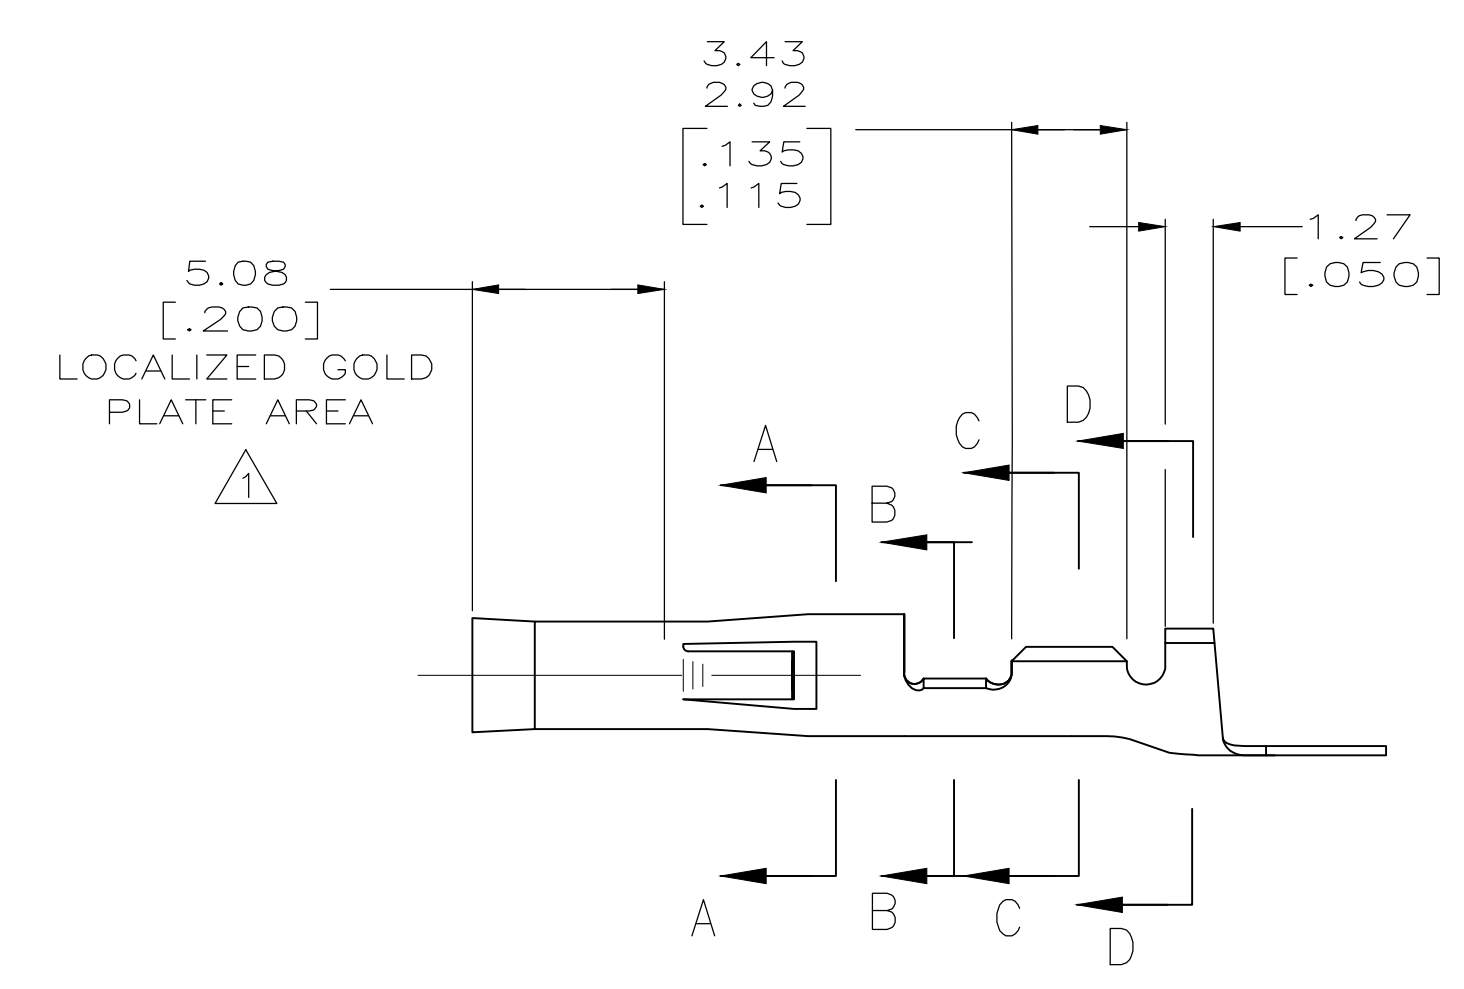 3.43
2.92
[.135
.115]
1.27
[.050]
5.08
[.200]
LOCALIZED GOLD
PLATE AREA
1
A
B
C
D
A
B
C
D